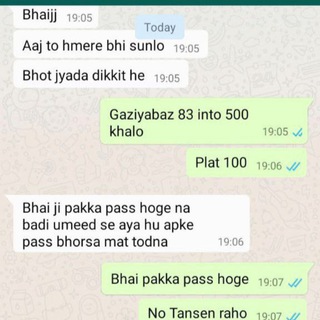 Bhaijj 19:05
Today
Aaj to hmere bhi sunlo 19:05
Bhot jyada dikkit he 19:05
Gaziyabaz 83 into 500
khalo 19:05
Plat 100 19:06
Bhai ji pakka pass hoge na
badi umeed se aya hu apke
pass bhorsa mat todna 19:06
Bhai pakka pass hoge 19:07
No Tansen raho 19:07